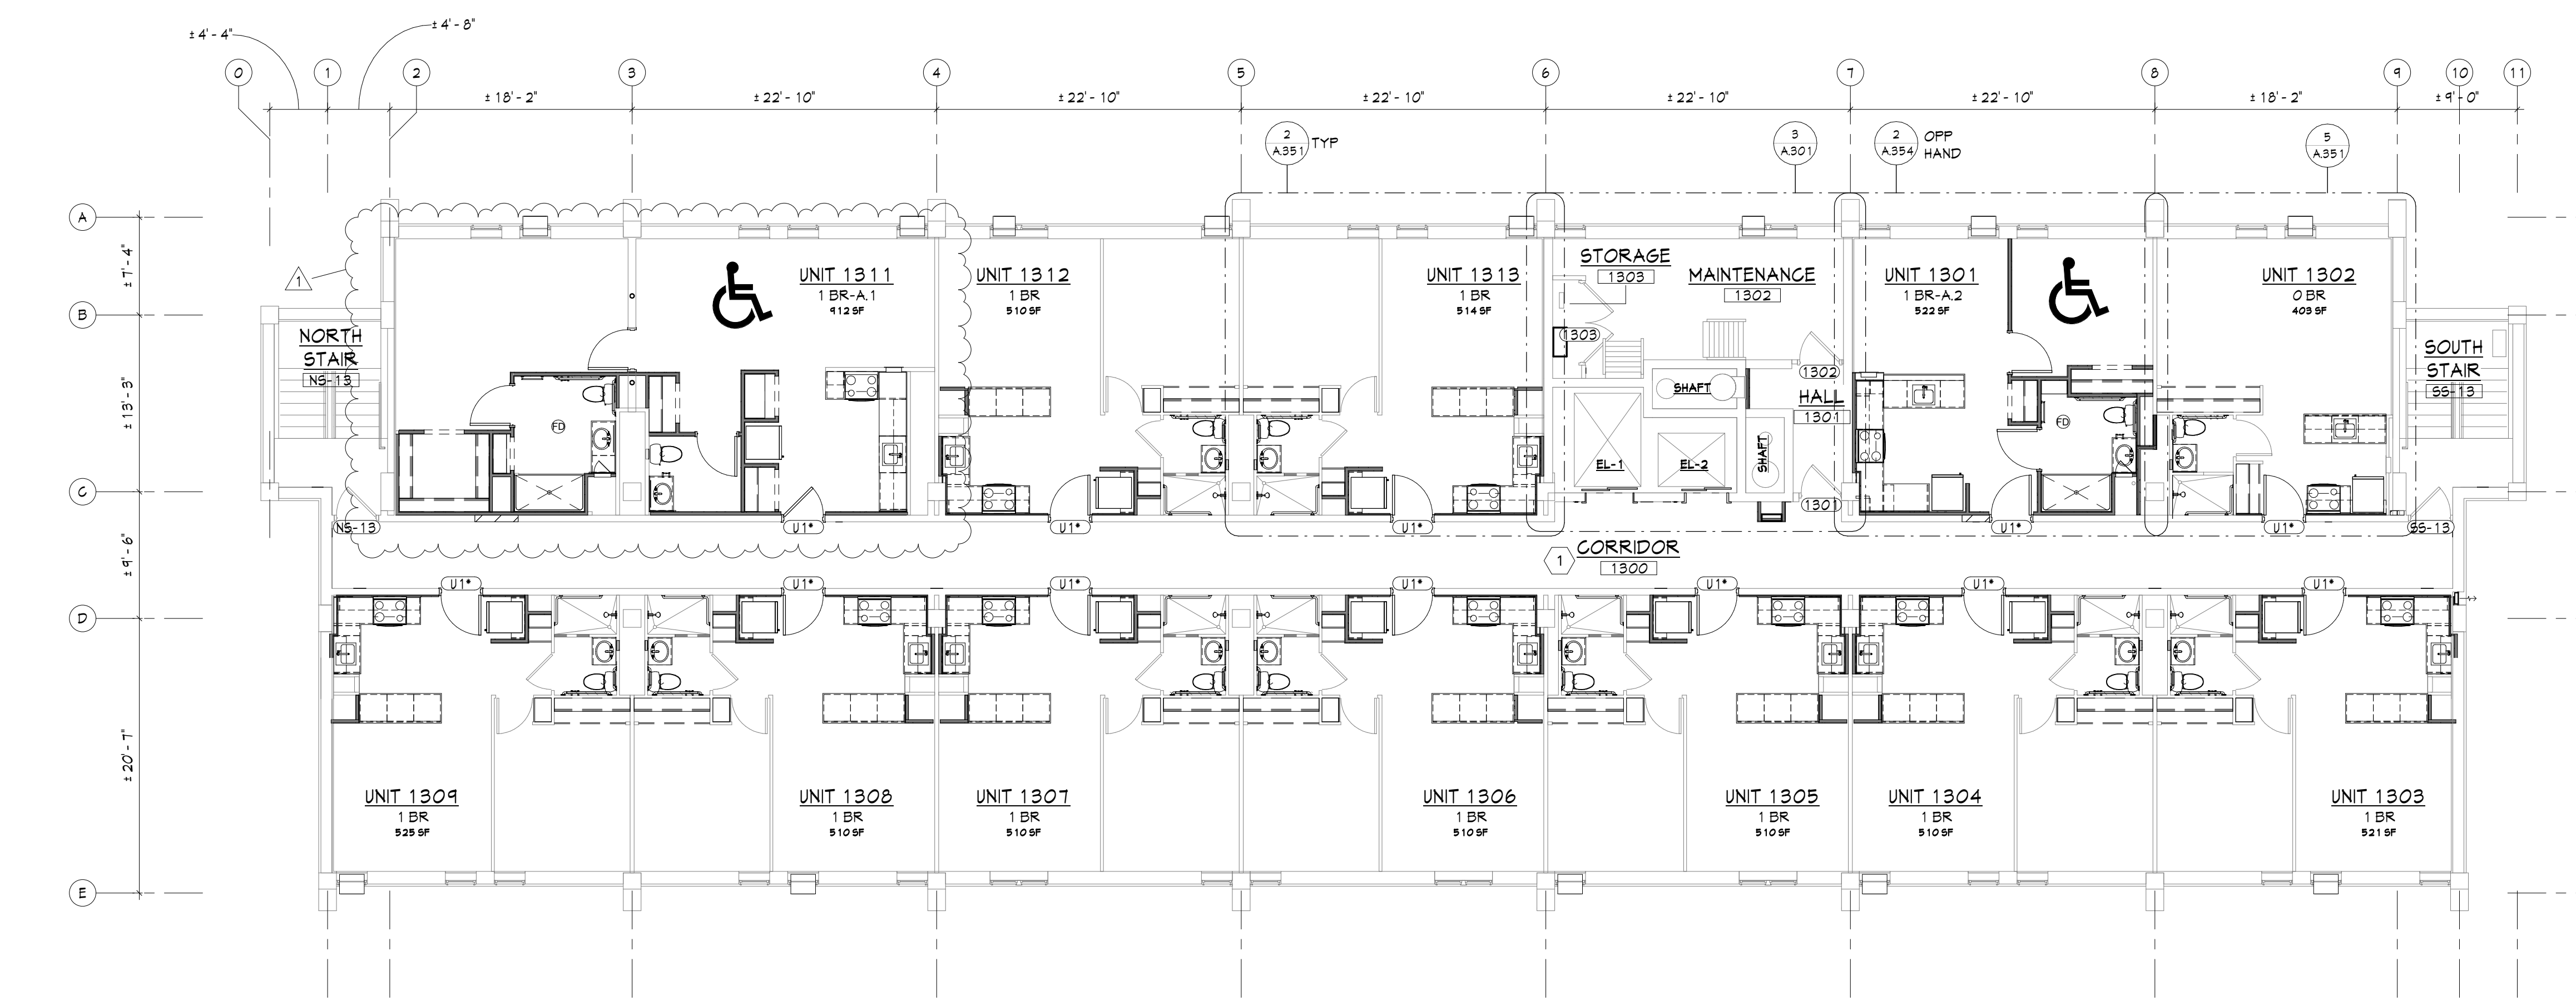 ± 4' - 4"
± 4' - 8"
0 1 2 3 4 5 6 7 8 9 10 11
± 18' - 2" ± 22' - 10" ± 22' - 10" ± 22' - 10" ± 22' - 10" ± 22' - 10" ± 18' - 2" ± 9' - 0"
2
A.351
TYP
3
A.301
2
A.354
OPP
HAND
5
A.351
A
± 7' - 4"
B
± 13' - 3"
C
± 9' - 6"
D
± 20' - 7"
E
1
NORTH
STAIR
NS-13
NS-13
UNIT 1311
1 BR-A.1
912 SF
FD
U1*
UNIT 1312
1 BR
510 SF
U1*
UNIT 1313
1 BR
514 SF
U1*
STORAGE
1303
1303
MAINTENANCE
1302
1302
SHAFT
HALL
1301
EL-1
EL-2
SHAFT
1301
UNIT 1301
1 BR-A.2
522 SF
FD
U1*
UNIT 1302
0 BR
403 SF
U1*
SOUTH
STAIR
SS-13
SS-13
1
CORRIDOR
1300
U1* U1* U1* U1* U1* U1* U1*
UNIT 1309
1 BR
525 SF
UNIT 1308
1 BR
510 SF
UNIT 1307
1 BR
510 SF
UNIT 1306
1 BR
510 SF
UNIT 1305
1 BR
510 SF
UNIT 1304
1 BR
510 SF
UNIT 1303
1 BR
521 SF